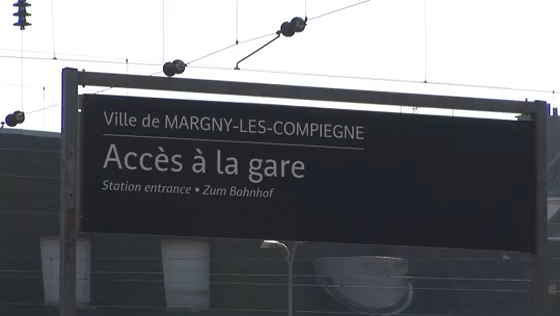 Ville de MARGNY-LES-COMPIEGNE
Accès à la gare
Station entrance • Zum Bahnhof